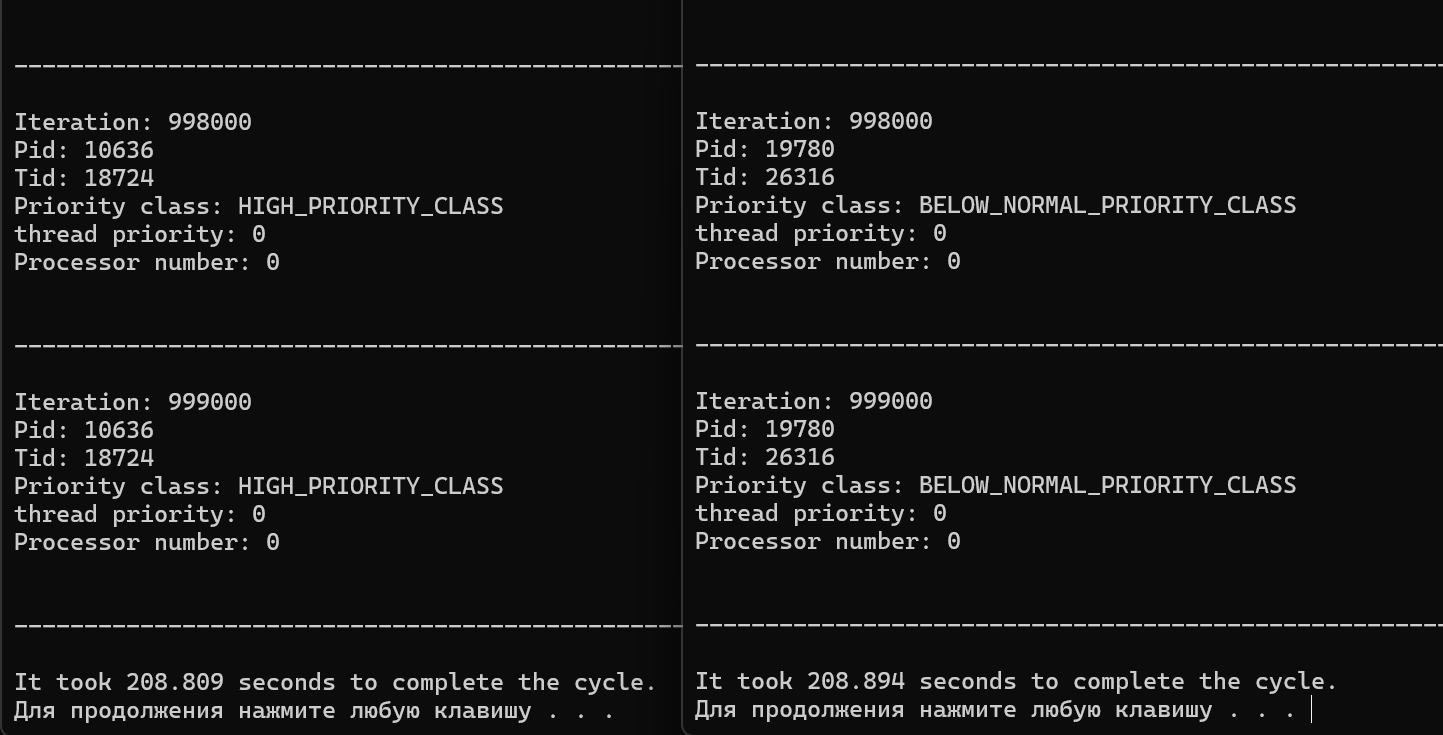 Iteration: 998000
Pid: 10636
Tid: 18724
Priority class: HIGH_PRIORITY_CLASS
thread priority: 0
Processor number: 0
Iteration: 999000
Pid: 10636
Tid: 18724
Priority class: HIGH_PRIORITY_CLASS
thread priority: 0
Processor number: 0
It took 208.809 seconds to complete the cycle.
Для продолжения нажмите любую клавишу . . .
Iteration: 998000
Pid: 19780
Tid: 26316
Priority class: BELOW_NORMAL_PRIORITY_CLASS
thread priority: 0
Processor number: 0
Iteration: 999000
Pid: 19780
Tid: 26316
Priority class: BELOW_NORMAL_PRIORITY_CLASS
thread priority: 0
Processor number: 0
It took 208.894 seconds to complete the cycle.
Для продолжения нажмите любую клавишу . . .